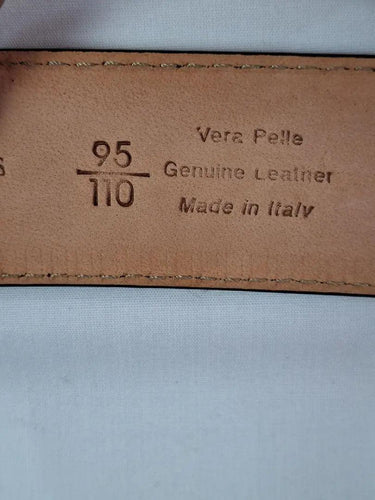 95
110
Vera Pelle
Genuine Leather
Made in Italy